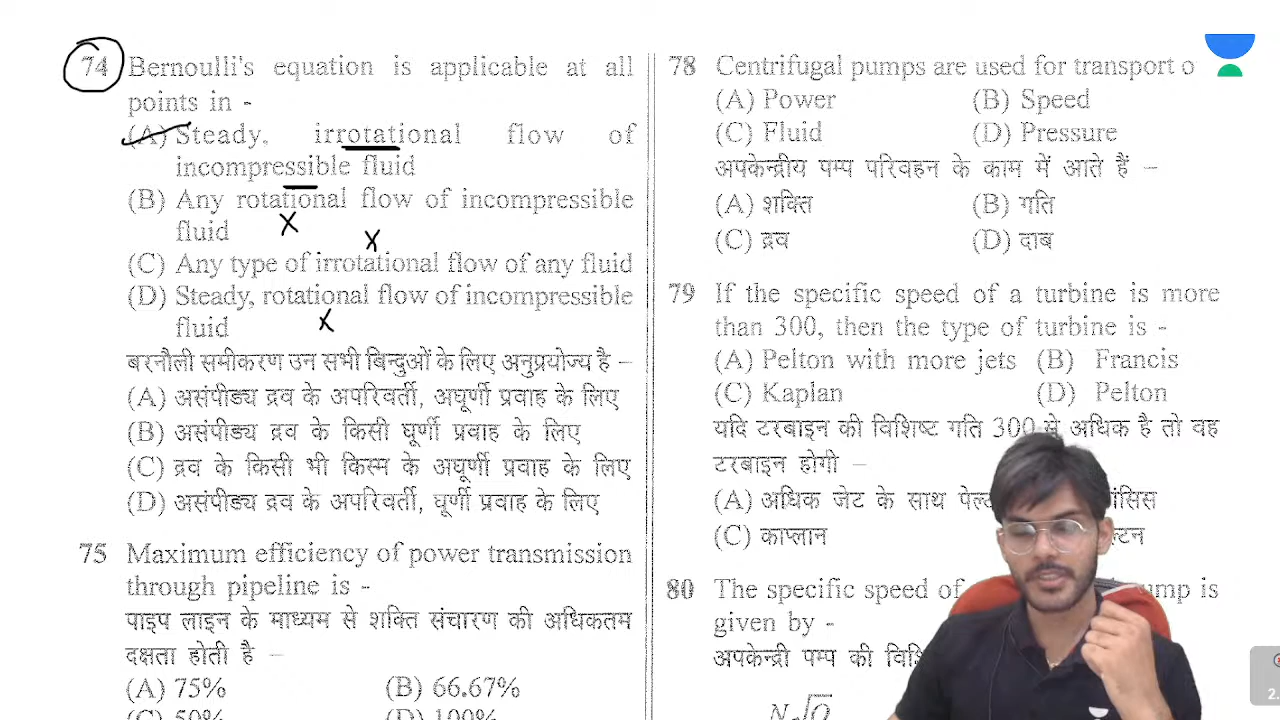 74 Bernoulli's equation is applicable at all
points in -
(A) Steady, irrotational flow of
incompressible fluid
(B) Any rotational flow of incompressible
fluid
(C) Any type of irrotational flow of any fluid
(D) Steady, rotational flow of incompressible
fluid
बरनौली समीकरण उन सभी बिन्दुओं के लिए अनुप्रयोज्य है –
(A) असंपीड्य द्रव के अपरिवर्ती, अघूर्णी प्रवाह के लिए
(B) असंपीड्य द्रव के किसी घूर्णी प्रवाह के लिए
(C) द्रव के किसी भी किस्म के अघूर्णी प्रवाह के लिए
(D) असंपीड्य द्रव के अपरिवर्ती, घूर्णी प्रवाह के लिए
75 Maximum efficiency of power transmission
through pipeline is -
पाइप लाइन के माध्यम से शक्ति संचारण की अधिकतम
दक्षता होती है –
(A) 75% (B) 66.67%
(C) 50% (D) 100%
78 Centrifugal pumps are used for transport o
(A) Power (B) Speed
(C) Fluid (D) Pressure
अपकेन्द्रीय पम्प परिवहन के काम में आते हैं –
(A) शक्ति (B) गति
(C) द्रव (D) दाब
79 If the specific speed of a turbine is more
than 300, then the type of turbine is -
(A) Pelton with more jets (B) Francis
(C) Kaplan (D) Pelton
यदि टरबाइन की विशिष्ट गति 300 से अधिक है तो वह
टरबाइन होगी –
(A) अधिक जेट के साथ
(C) काप्लान
80 The specific speed of is
given by -
अपकेन्द्री पम्प की